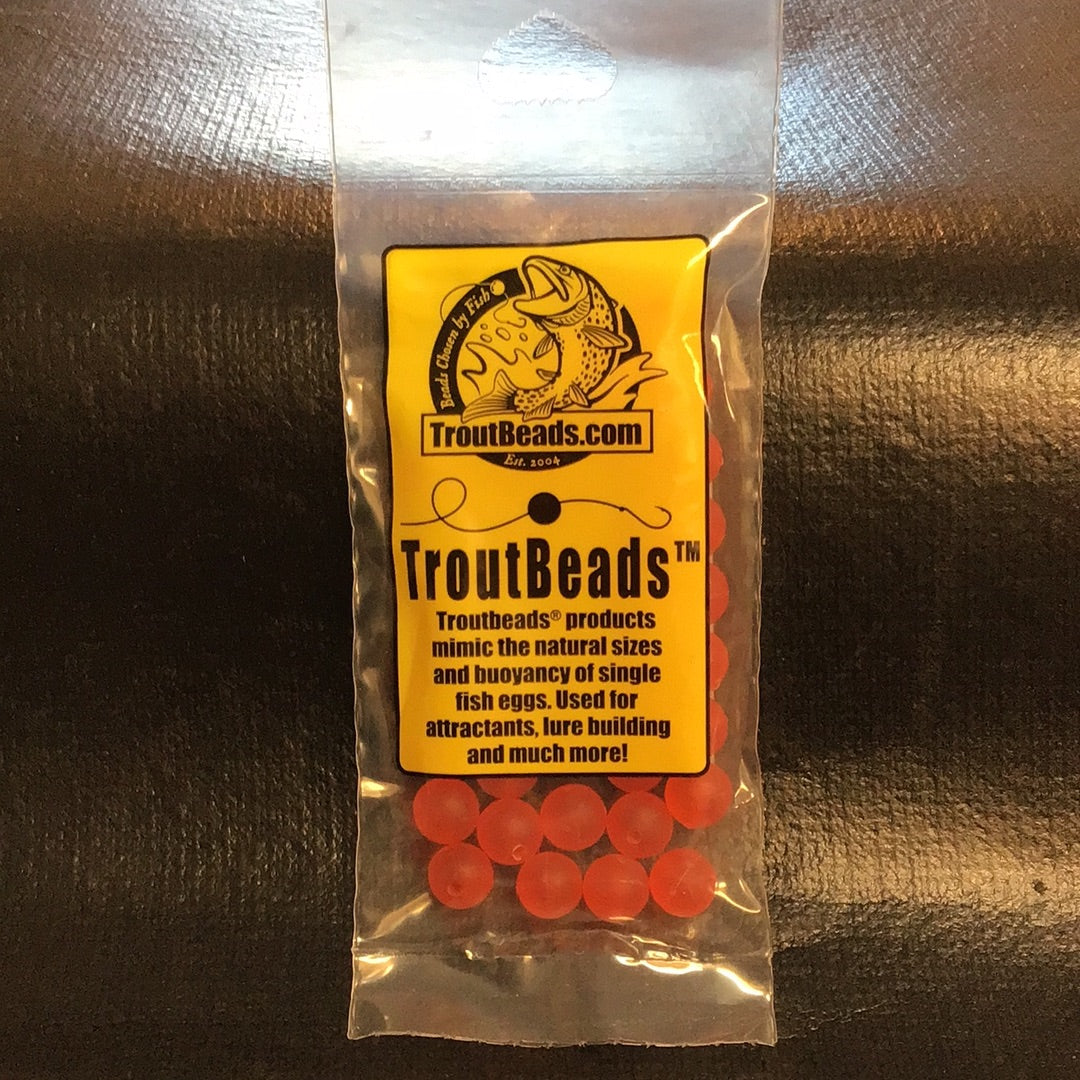 Beads Chosen by Fish
TroutBeads.com
Est. 2004
TroutBeads™
Troutbeads® products
mimic the natural sizes
and buoyancy of single
fish eggs. Used for
attractants, lure building
and much more!